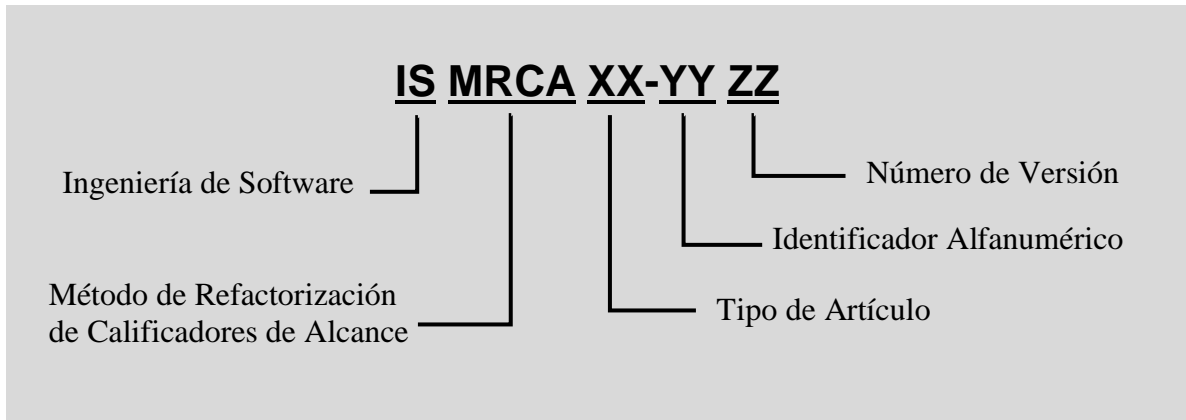 IS MRCA XX-YY ZZ
Ingeniería de Software
Número de Versión
Identificador Alfanumérico
Método de Refactorización
de Calificadores de Alcance
Tipo de Artículo